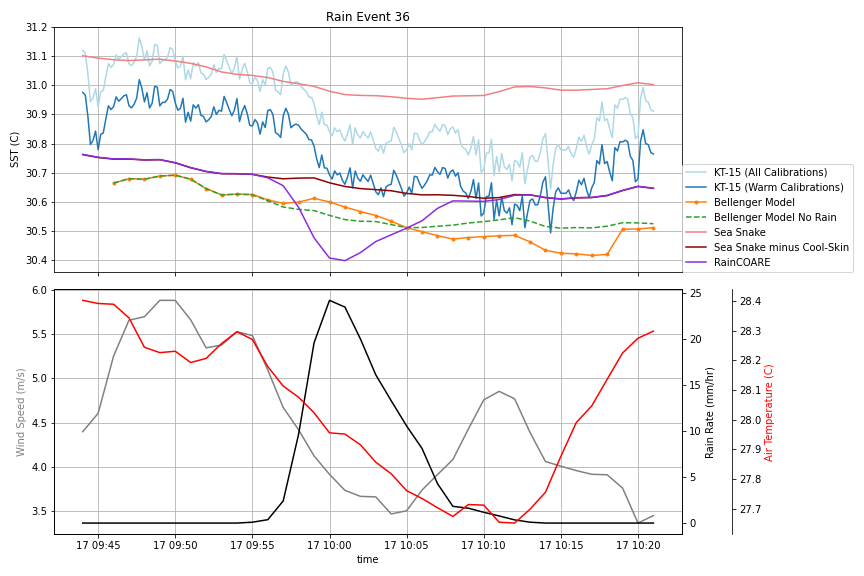 Rain Event 36
31.2
31.1
31.0
30.9
30.8
30.7
30.6
30.5
30.4
SST (C)
KT-15 (All Calibrations)
KT-15 (Warm Calibrations)
Bellenger Model
Bellenger Model No Rain
Sea Snake
Sea Snake minus Cool-Skin
RainCOARE
6.0
5.5
5.0
4.5
4.0
3.5
Wind Speed (m/s)
25
20
15
10
5
0
Rain Rate (mm/hr)
28.4
28.3
28.2
28.1
28.0
27.9
27.8
27.7
Air Temperature (C)
17 09:45
17 09:50
17 09:55
17 10:00
17 10:05
17 10:10
17 10:15
17 10:20
time